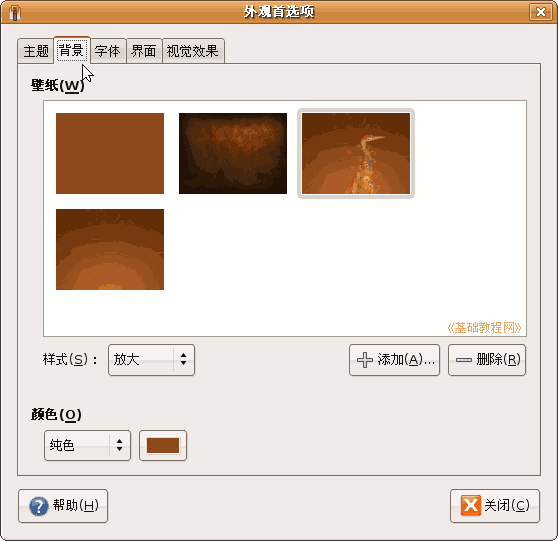 外观首选项
主题 背景 字体 界面 视觉效果
壁纸(W)
《基础教程网》
样式(S)： 放大 添加(A)... 删除(R)
颜色(O)
纯色
帮助(H) 关闭(C)